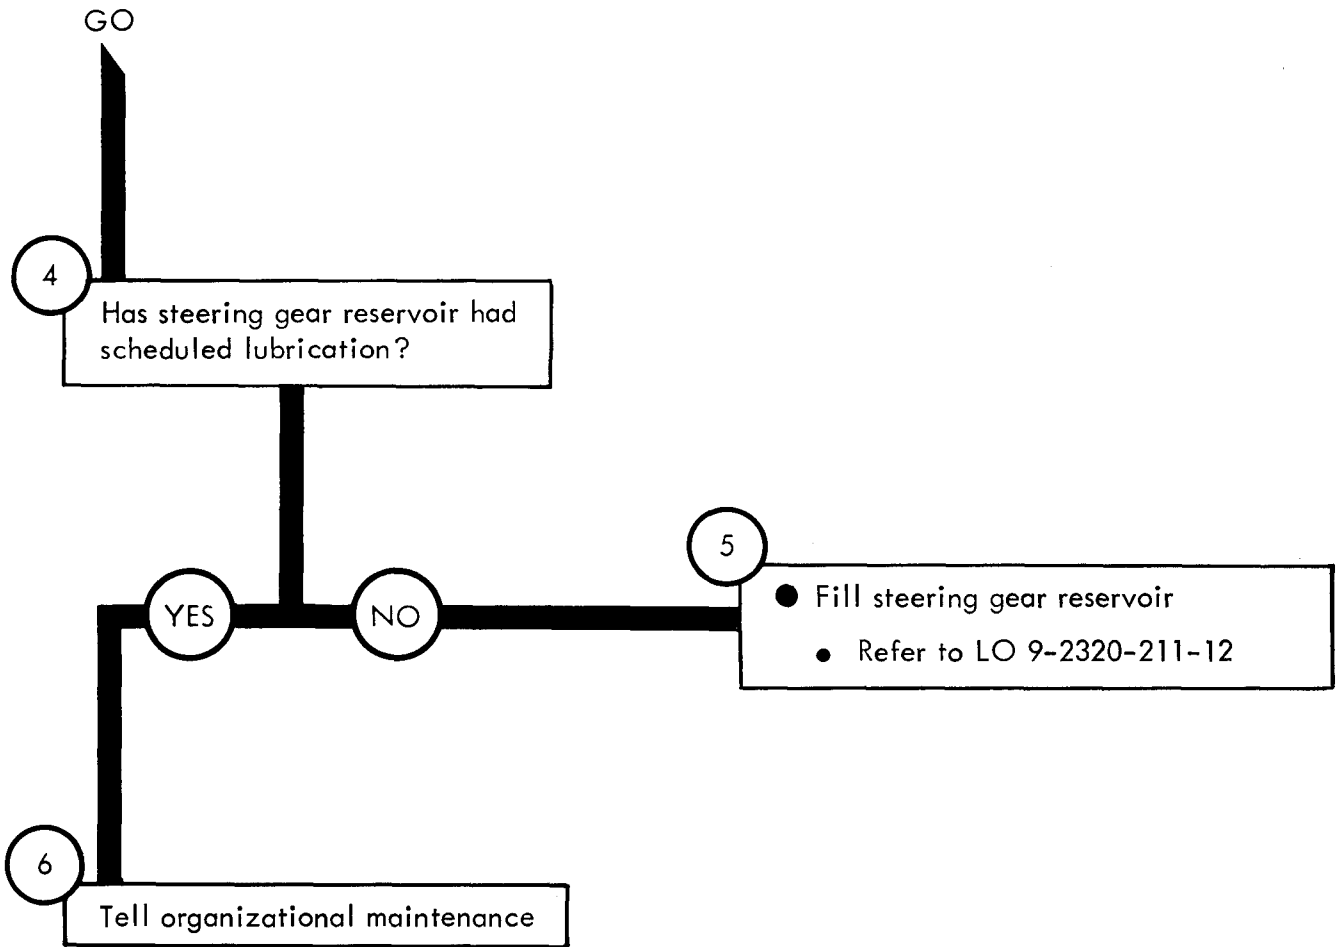 GO
4
Has steering gear reservoir had
scheduled lubrication?
YES
NO
5
● Fill steering gear reservoir
● Refer to LO 9-2320-211-12
6
Tell organizational maintenance